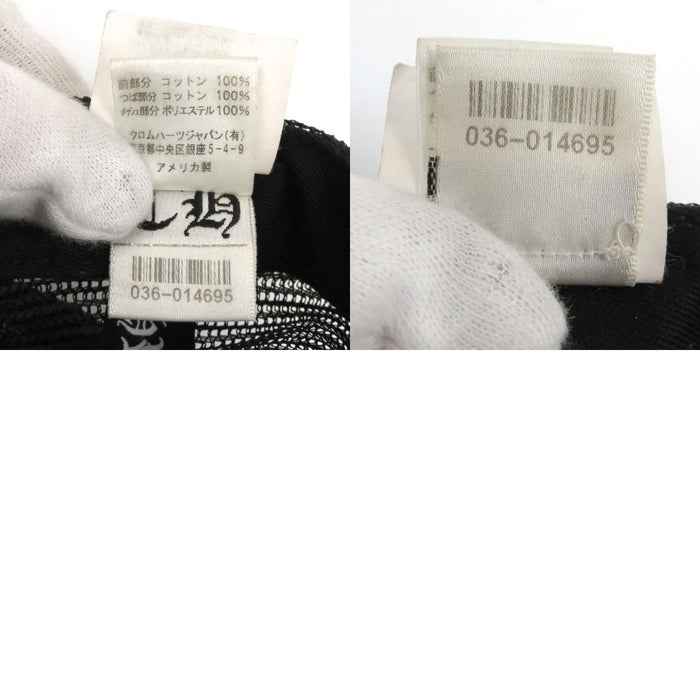 前部分 コットン 100%
つば部分 コットン 100%
メッシュ部分 ポリエステル 100%
クロムハーツジャパン(有)
京都中央区銀座5-4-9
アメリカ製
CH
036-014695
036-014695